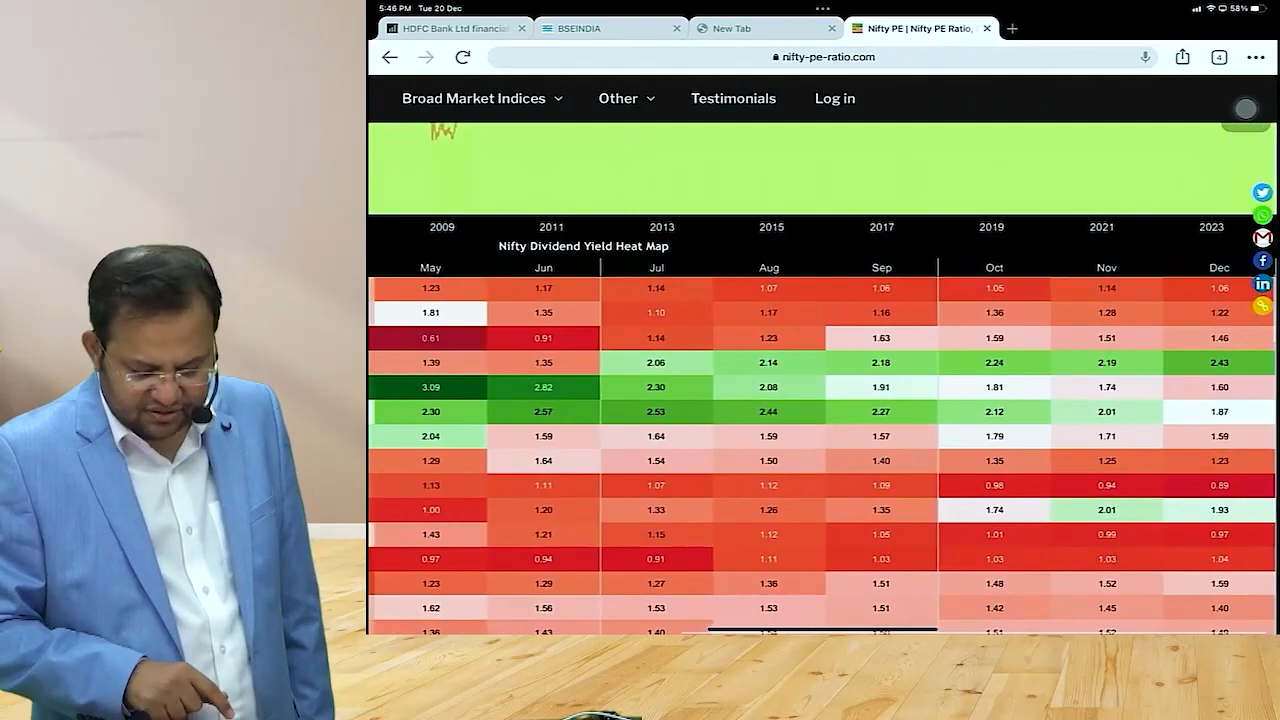 5:46 PM Tue 20 Dec
58%
HDFC Bank Ltd financial
BSEINDIA
New Tab
Nifty PE | Nifty PE Ratio,
nifty-pe-ratio.com
4
Broad Market Indices Other Testimonials Log in
2009 2011 2013 2015 2017 2019 2021 2023
Nifty Dividend Yield Heat Map
May Jun Jul Aug Sep Oct Nov Dec
1.23 1.17 1.14 1.07 1.06 1.05 1.14 1.06
1.81 1.35 1.10 1.17 1.16 1.36 1.28 1.22
0.61 0.91 1.14 1.23 1.63 1.59 1.51 1.46
1.39 1.35 2.06 2.14 2.18 2.24 2.19 2.43
3.09 2.82 2.30 2.08 1.91 1.81 1.74 1.60
2.30 2.57 2.53 2.44 2.27 2.12 2.01 1.87
2.04 1.59 1.64 1.59 1.57 1.79 1.71 1.59
1.29 1.64 1.54 1.50 1.40 1.35 1.25 1.23
1.13 1.11 1.07 1.12 1.09 0.98 0.94 0.89
1.00 1.20 1.33 1.26 1.35 1.74 2.01 1.93
1.43 1.21 1.15 1.12 1.05 1.01 0.99 0.97
0.97 0.94 0.91 1.11 1.03 1.03 1.03 1.04
1.23 1.29 1.27 1.36 1.51 1.48 1.52 1.59
1.62 1.56 1.53 1.53 1.51 1.42 1.45 1.40
1.36 1.43 1.40 1.51 1.52